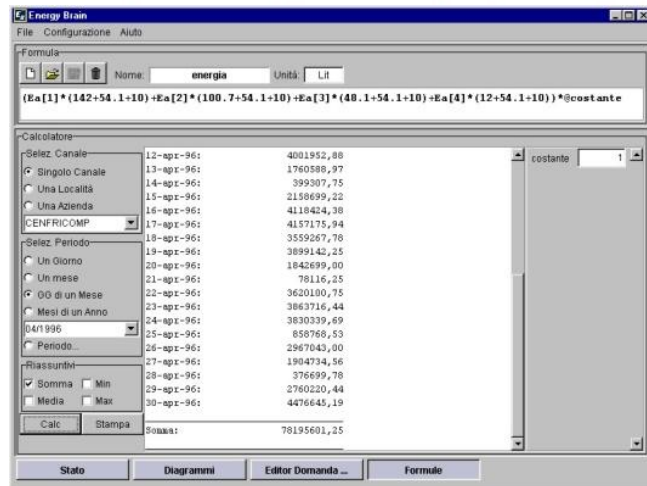 Energy Brain
File Configurazione Aiuto
Formula
Nome: energia Unità: Lit
(Ea[1]*(142+54.1+10)+Ea[2]*(100.7+54.1+10)+Ea[3]*(48.1+54.1+10)+Ea[4]*(12+54.1+10))*@costante
Calcolatore
Selez. Canale
Singolo Canale
Una Località
Una Azienda
CENFRICOMP
Selez. Periodo
Un Giorno
Un mese
GG di un Mese
Mesi di un Anno
04/1996
Periodo...
Riassuntivi
Somma Min
Media Max
Calc Stampa
12-apr-96: 4001952,88
13-apr-96: 1760588,97
14-apr-96: 399307,75
15-apr-96: 2158699,22
16-apr-96: 4118424,38
17-apr-96: 4157175,94
18-apr-96: 3559267,78
19-apr-96: 3899142,25
20-apr-96: 1842699,00
21-apr-96: 78116,25
22-apr-96: 3620100,75
23-apr-96: 3863716,44
24-apr-96: 3830339,69
25-apr-96: 858768,53
26-apr-96: 2967043,00
27-apr-96: 1904734,56
28-apr-96: 376699,78
29-apr-96: 2760220,44
30-apr-96: 4476645,19
Somma: 78195601,25
costante 1
Stato Diagrammi Editor Domanda ... Formule